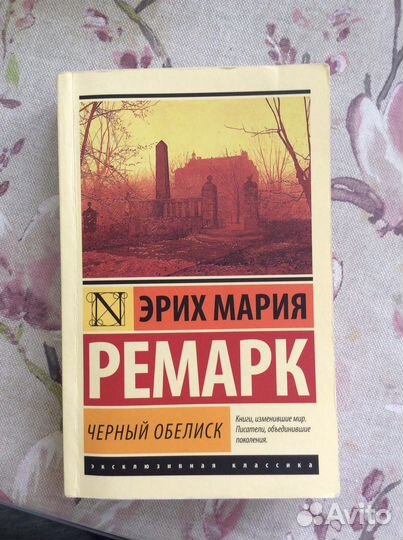 N
ЭРИХ МАРИЯ
РЕМАРК
ЧЕРНЫЙ ОБЕЛИСК
Книги, изменившие мир.
Писатели, объединившие
поколения.
эксклюзивная классика
Avito